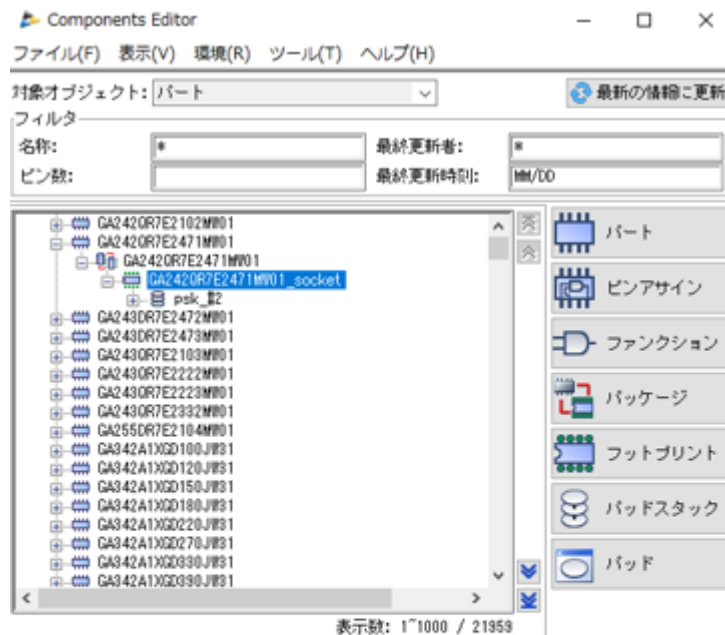 Components Editor
ファイル(F) 表示(V) 環境(R) ツール(T) ヘルプ(H)
対象オブジェクト: パート
最新の情報に更新
フィルタ
名称: * 最終更新者: *
ピン数: 最終更新時刻: MM/DD
GA2420R7E2102MW01
GA2420R7E2471MW01
GA2420R7E2471MW01
GA2420R7E2471MW01_socket
psk_#2
GA243DR7E2472MW01
GA243DR7E2473MW01
GA2430R7E2103MW01
GA2430R7E2222MW01
GA2430R7E2223MW01
GA2430R7E2332MW01
GA255DR7E2104MW01
GA342A1XGD100JW31
GA342A1XGD120JW31
GA342A1XGD150JW31
GA342A1XGD180JW31
GA342A1XGD220JW31
GA342A1XGD270JW31
GA342A1XGD330JW31
GA342A1XGD390JW31
パート
ピンアサイン
ファンクション
パッケージ
フットプリント
パッドスタック
パッド
表示数: 1~1000 / 21959